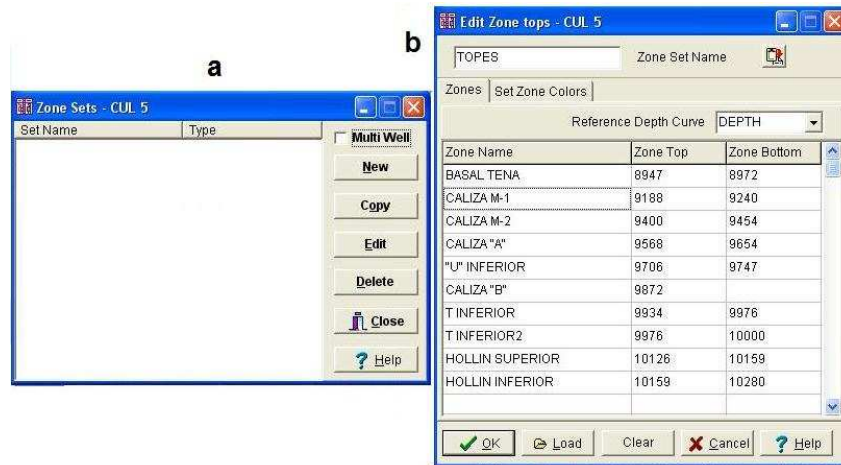 a
Zone Sets - CUL 5
Set Name Type
Multi Well
New
Copy
Edit
Delete
Close
Help
b
Edit Zone tops - CUL 5
TOPES Zone Set Name
Zones Set Zone Colors
Reference Depth Curve DEPTH
Zone Name Zone Top Zone Bottom
BASAL TENA 8947 8972
CALIZA M-1 9188 9240
CALIZA M-2 9400 9454
CALIZA "A" 9568 9654
"U" INFERIOR 9706 9747
CALIZA "B" 9872
T INFERIOR 9934 9976
T INFERIOR2 9976 10000
HOLLIN SUPERIOR 10126 10159
HOLLIN INFERIOR 10159 10280
OK Load Clear Cancel Help